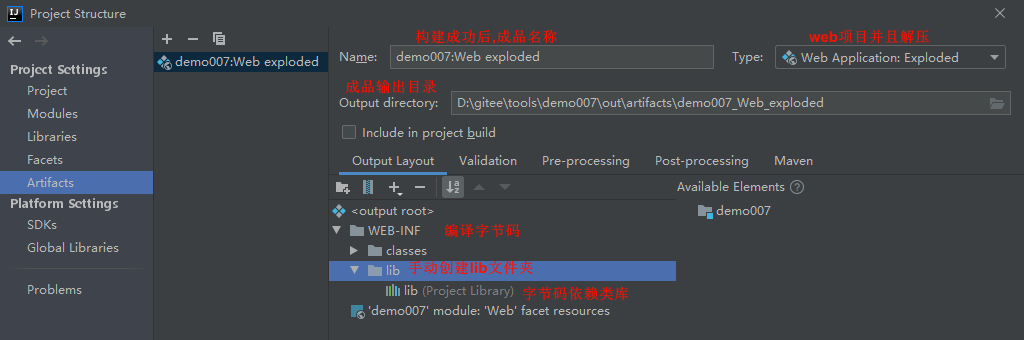 Project Structure
构建成功后,成品名称
web项目并且解压
Name: demo007:Web exploded
Type: Web Application: Exploded
成品输出目录
Output directory: D:\gitee\tools\demo007\out\artifacts\demo007_Web_exploded
Include in project build
Project Settings
Project
Modules
Libraries
Facets
Artifacts
Platform Settings
SDKs
Global Libraries
Problems
demo007:Web exploded
Output Layout Validation Pre-processing Post-processing Maven
Available Elements ?
demo007
<output root>
WEB-INF 编译字节码
classes
lib 手动创建lib文件夹
lib (Project Library) 字节码依赖类库
'demo007' module: 'Web' facet resources